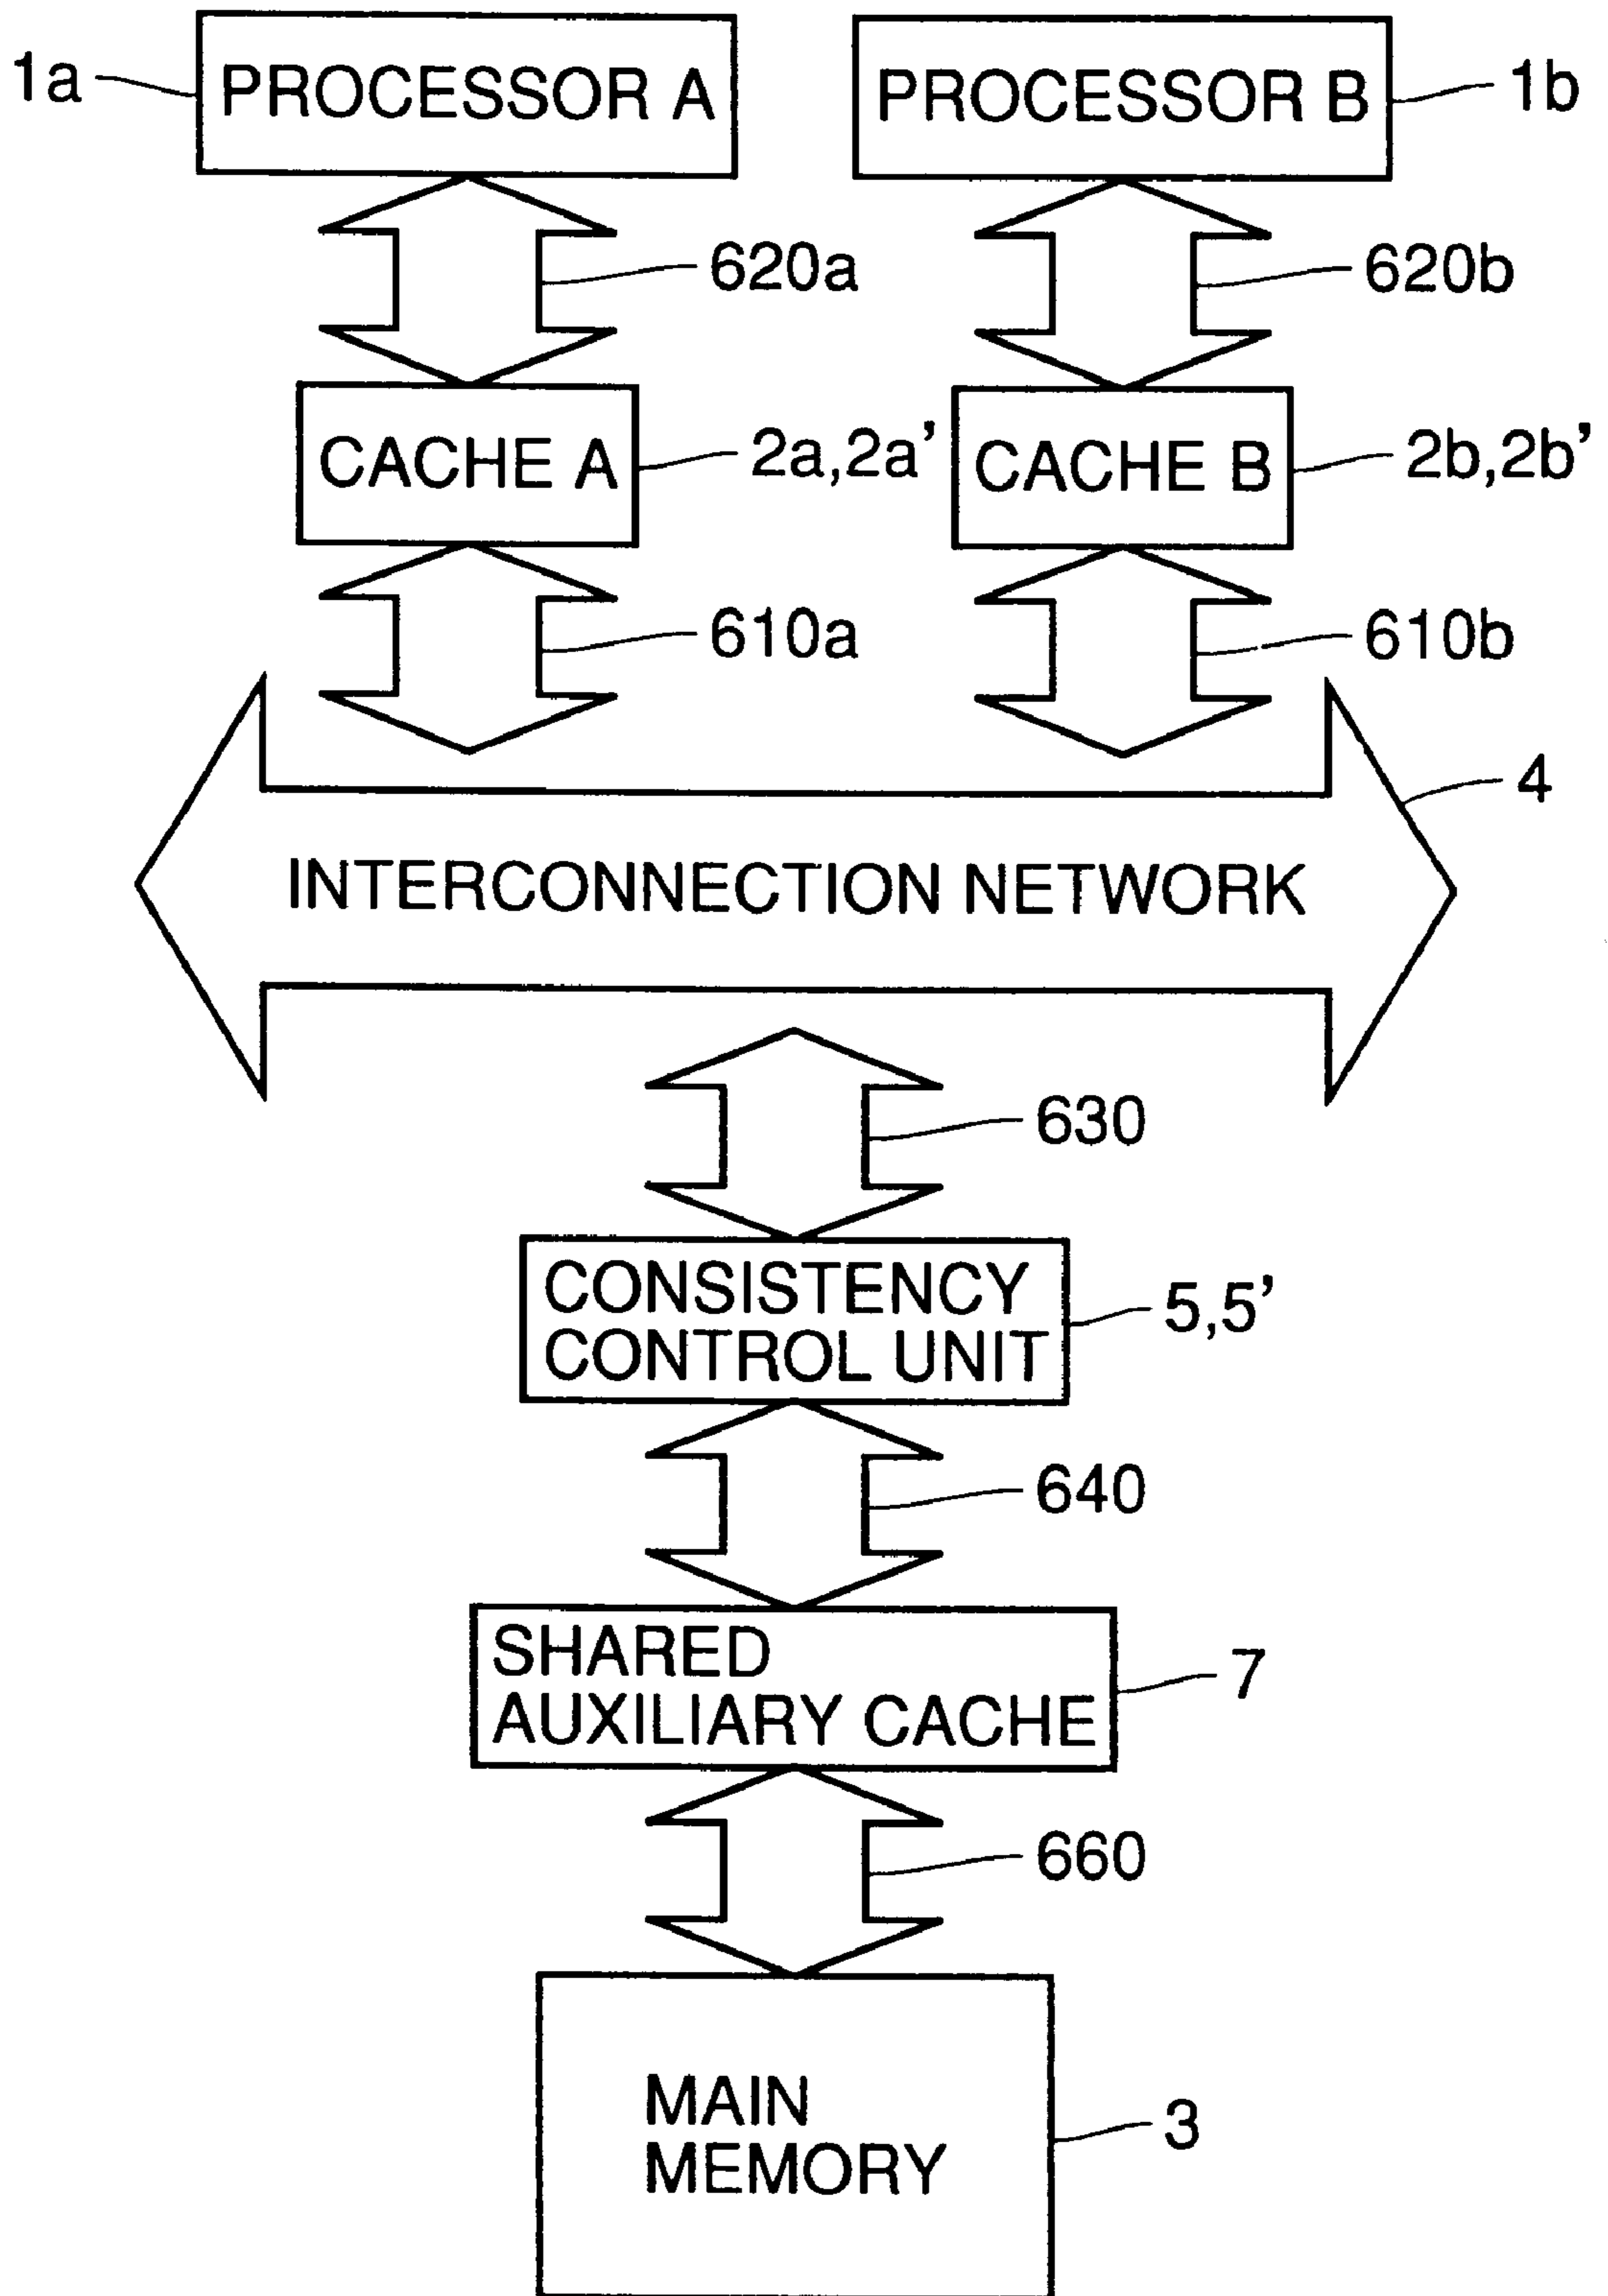 1a PROCESSOR A PROCESSOR B 1b
620a 620b
CACHE A 2a,2a’ CACHE B 2b,2b’
610a 610b
4
INTERCONNECTION NETWORK
630
CONSISTENCY
CONTROL UNIT
5,5’
640
SHARED
AUXILIARY CACHE
7
660
MAIN
MEMORY
3